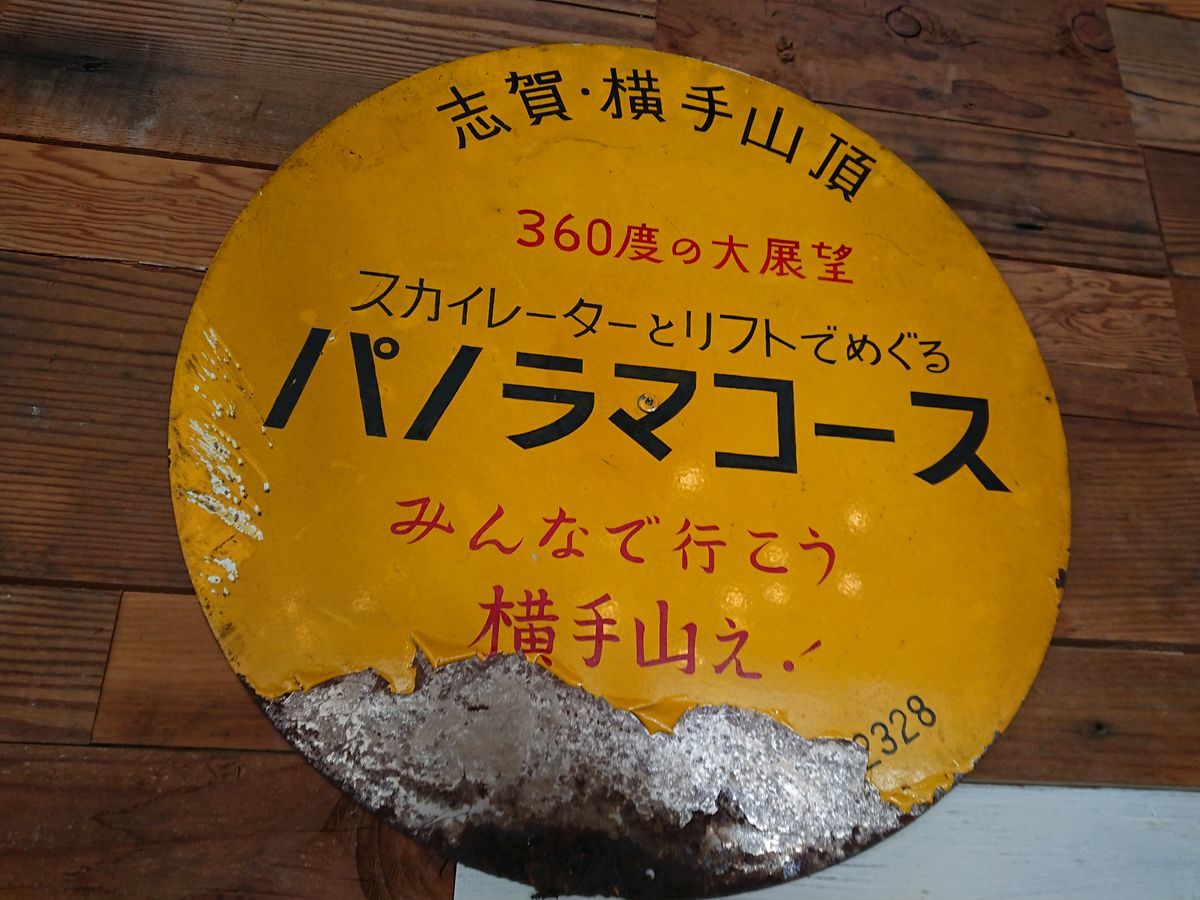 志賀・横手山頂
360度の大展望
スカイレーターとリフトでめぐる
パノラマコース
みんなで行こう
横手山え!
2328